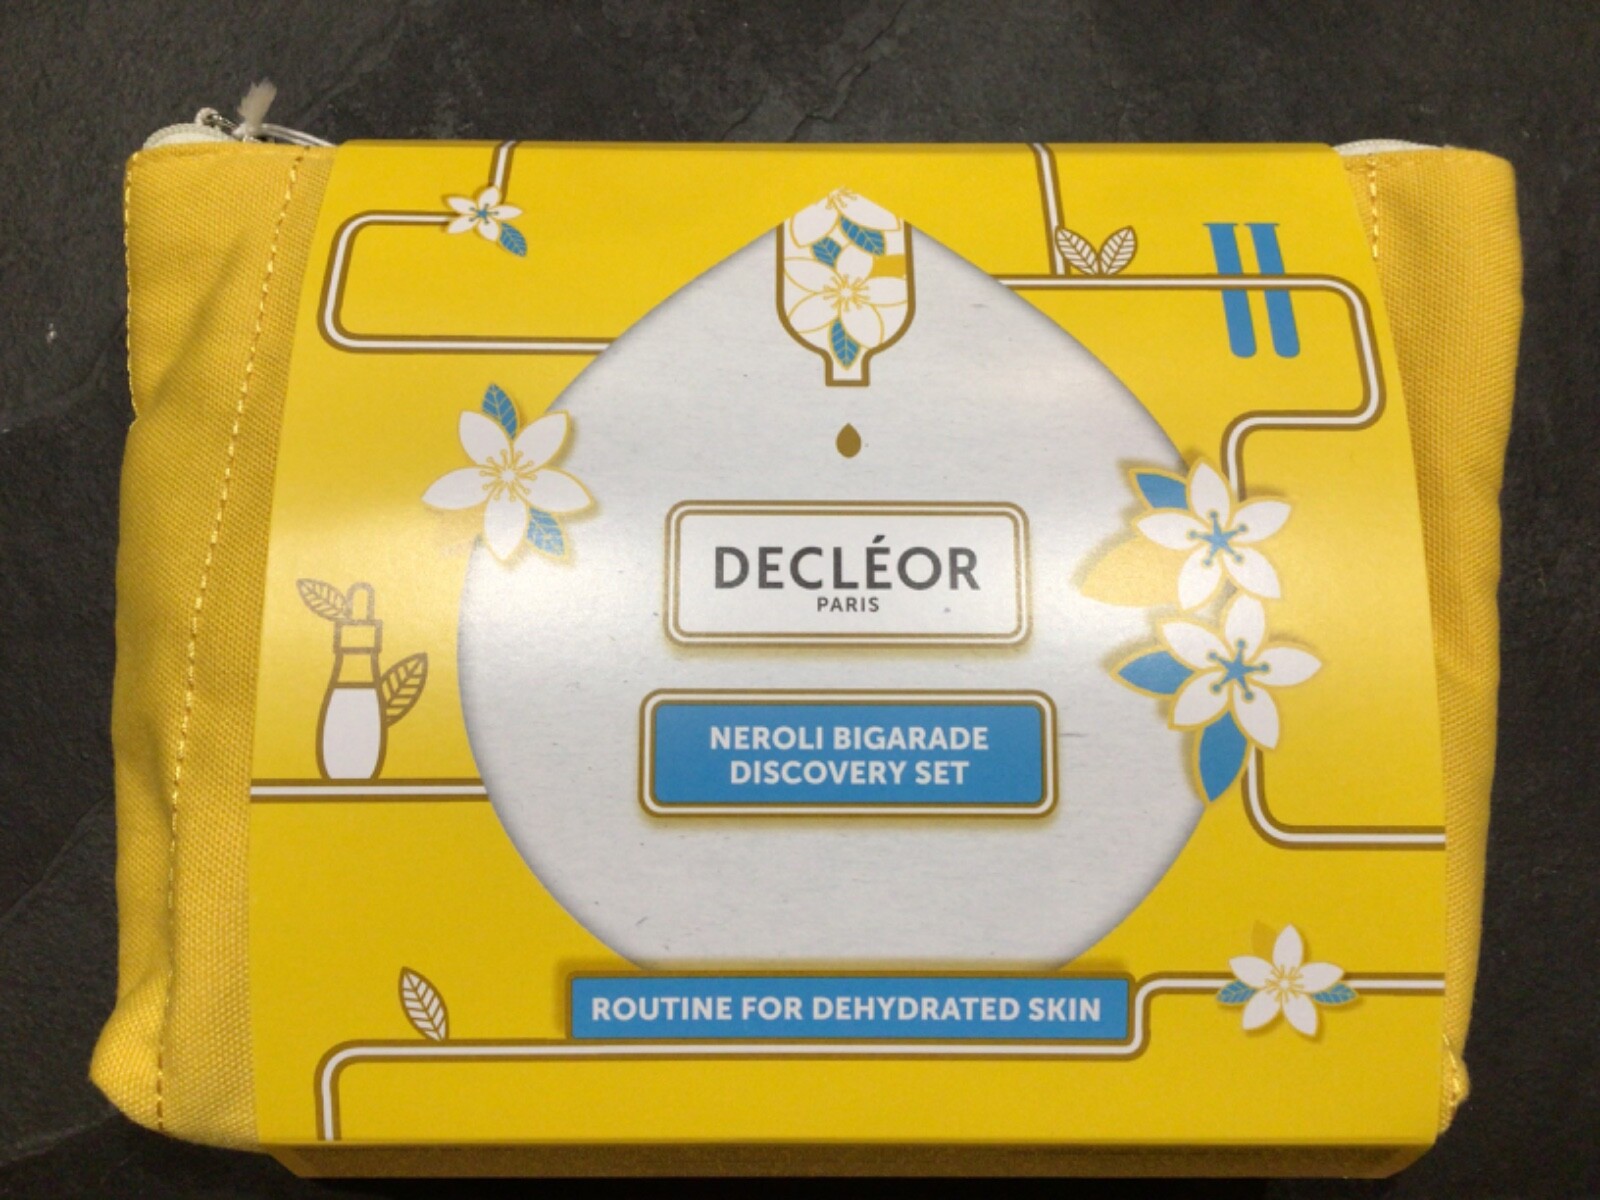 DECLÉOR
PARIS
NEROLI BIGARADE
DISCOVERY SET
ROUTINE FOR DEHYDRATED SKIN